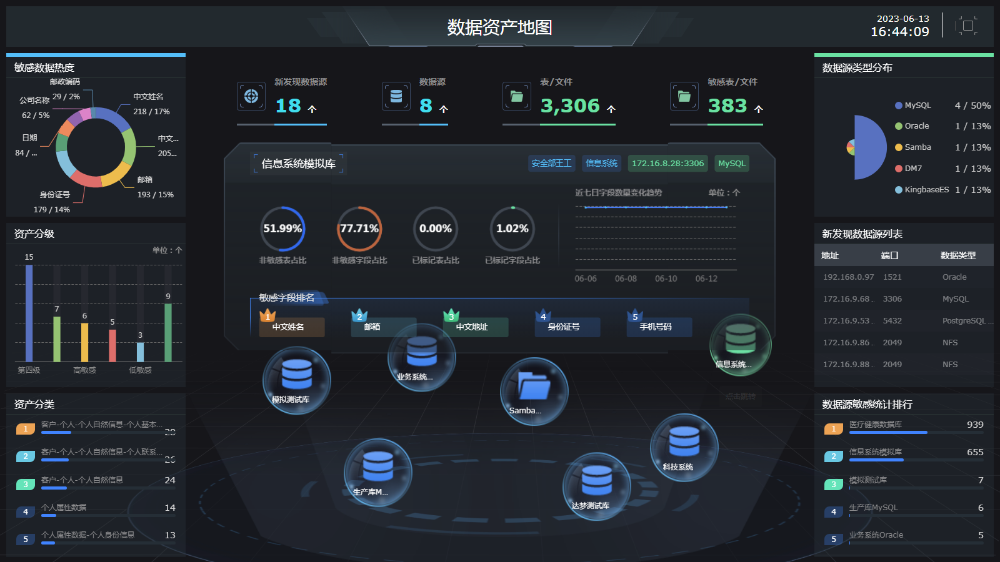 数据资产地图
2023-06-13
16:44:09
敏感数据热度
邮政编码
29 / 2%
公司名称
62 / 5%
日期
84 / ...
身份证号
179 / 14%
中文姓名
218 / 17%
中文...
205...
邮箱
193 / 15%
资产分级
单位：个
15
7
6
5
3
9
第四级
高敏感
低敏感
资产分类
1 客户-个人-个人自然信息-个人基本... 28
2 客户-个人-个人自然信息-个人联系... 26
3 客户-个人-个人自然信息 24
4 个人属性数据 14
5 个人属性数据-个人身份信息 13
新发现数据源
18 个
数据源
8 个
表/文件
3,306 个
敏感表/文件
383 个
信息系统模拟库
安全部王工 信息系统 172.16.8.28:3306 MySQL
51.99%
非敏感表占比
77.71%
非敏感字段占比
0.00%
已标记表占比
1.02%
已标记字段占比
近七日字段数量变化趋势 单位：个
06-06 06-08 06-10 06-12
敏感字段排名
1 中文姓名
2 邮箱
3 中文地址
4 身份证号
5 手机号码
模拟测试库
业务系统...
Samba...
信息系统...
点击跳转
生产库M...
达梦测试库
科技系统
数据源类型分布
MySQL 4 / 50%
Oracle 1 / 13%
Samba 1 / 13%
DM7 1 / 13%
KingbaseES 1 / 13%
新发现数据源列表
地址 端口 数据类型
192.168.0.97 1521 Oracle
172.16.9.68 .. 3306 MySQL
172.16.9.53 .. 5432 PostgreSQL ...
172.16.9.86 .. 2049 NFS
172.16.9.88 .. 2049 NFS
数据源敏感统计排行
1 医疗健康数据库 939
2 信息系统模拟库 655
3 模拟测试库 7
4 生产库MySQL 6
5 业务系统Oracle 5